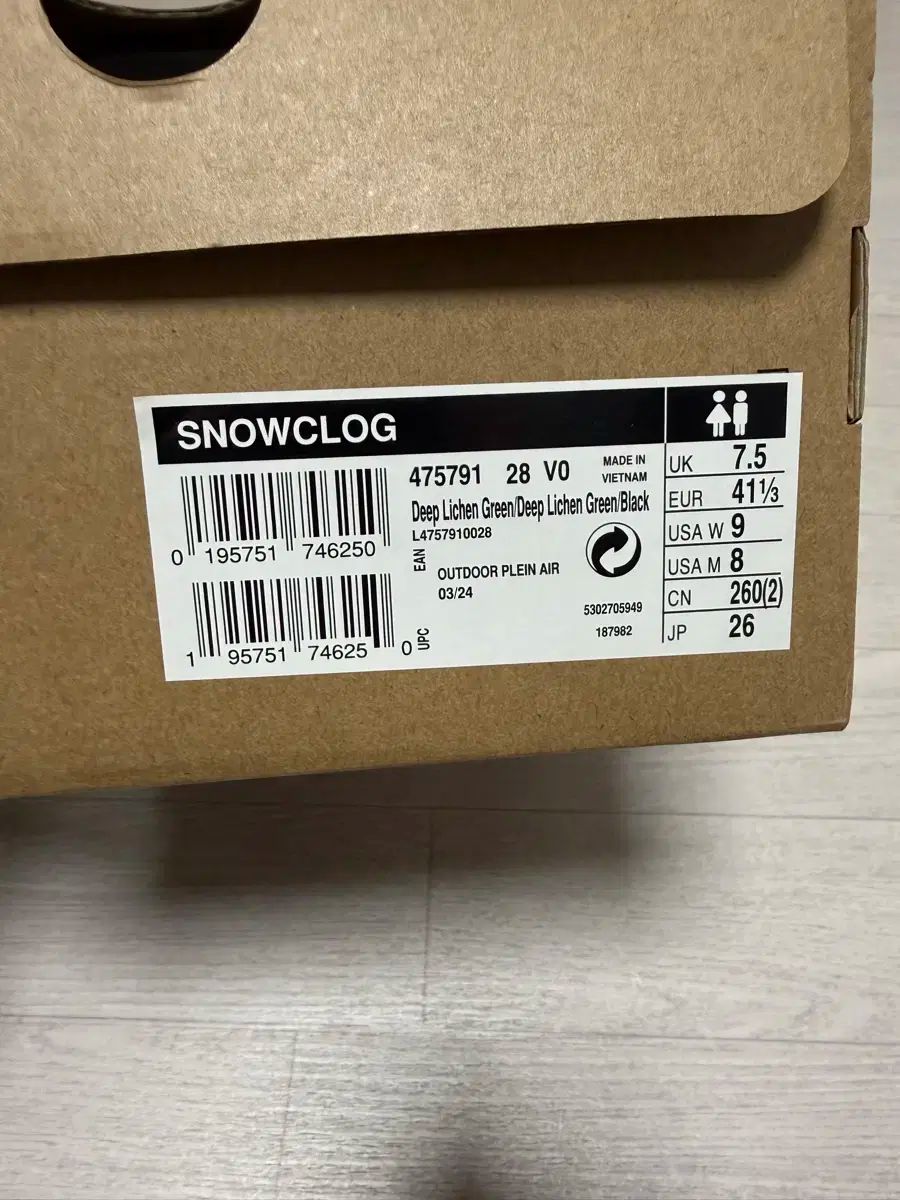 SNOWCLOG
475791 28 V0
MADE IN
VIETNAM
Deep Lichen Green/Deep Lichen Green/Black
L4757910028
0 195751 746250
EAN
OUTDOOR PLEIN AIR
03/24
5302705949
187982
1 95751 74625 0
UPC
UK 7.5
EUR 41⅓
USA W 9
USA M 8
CN 260(2)
JP 26